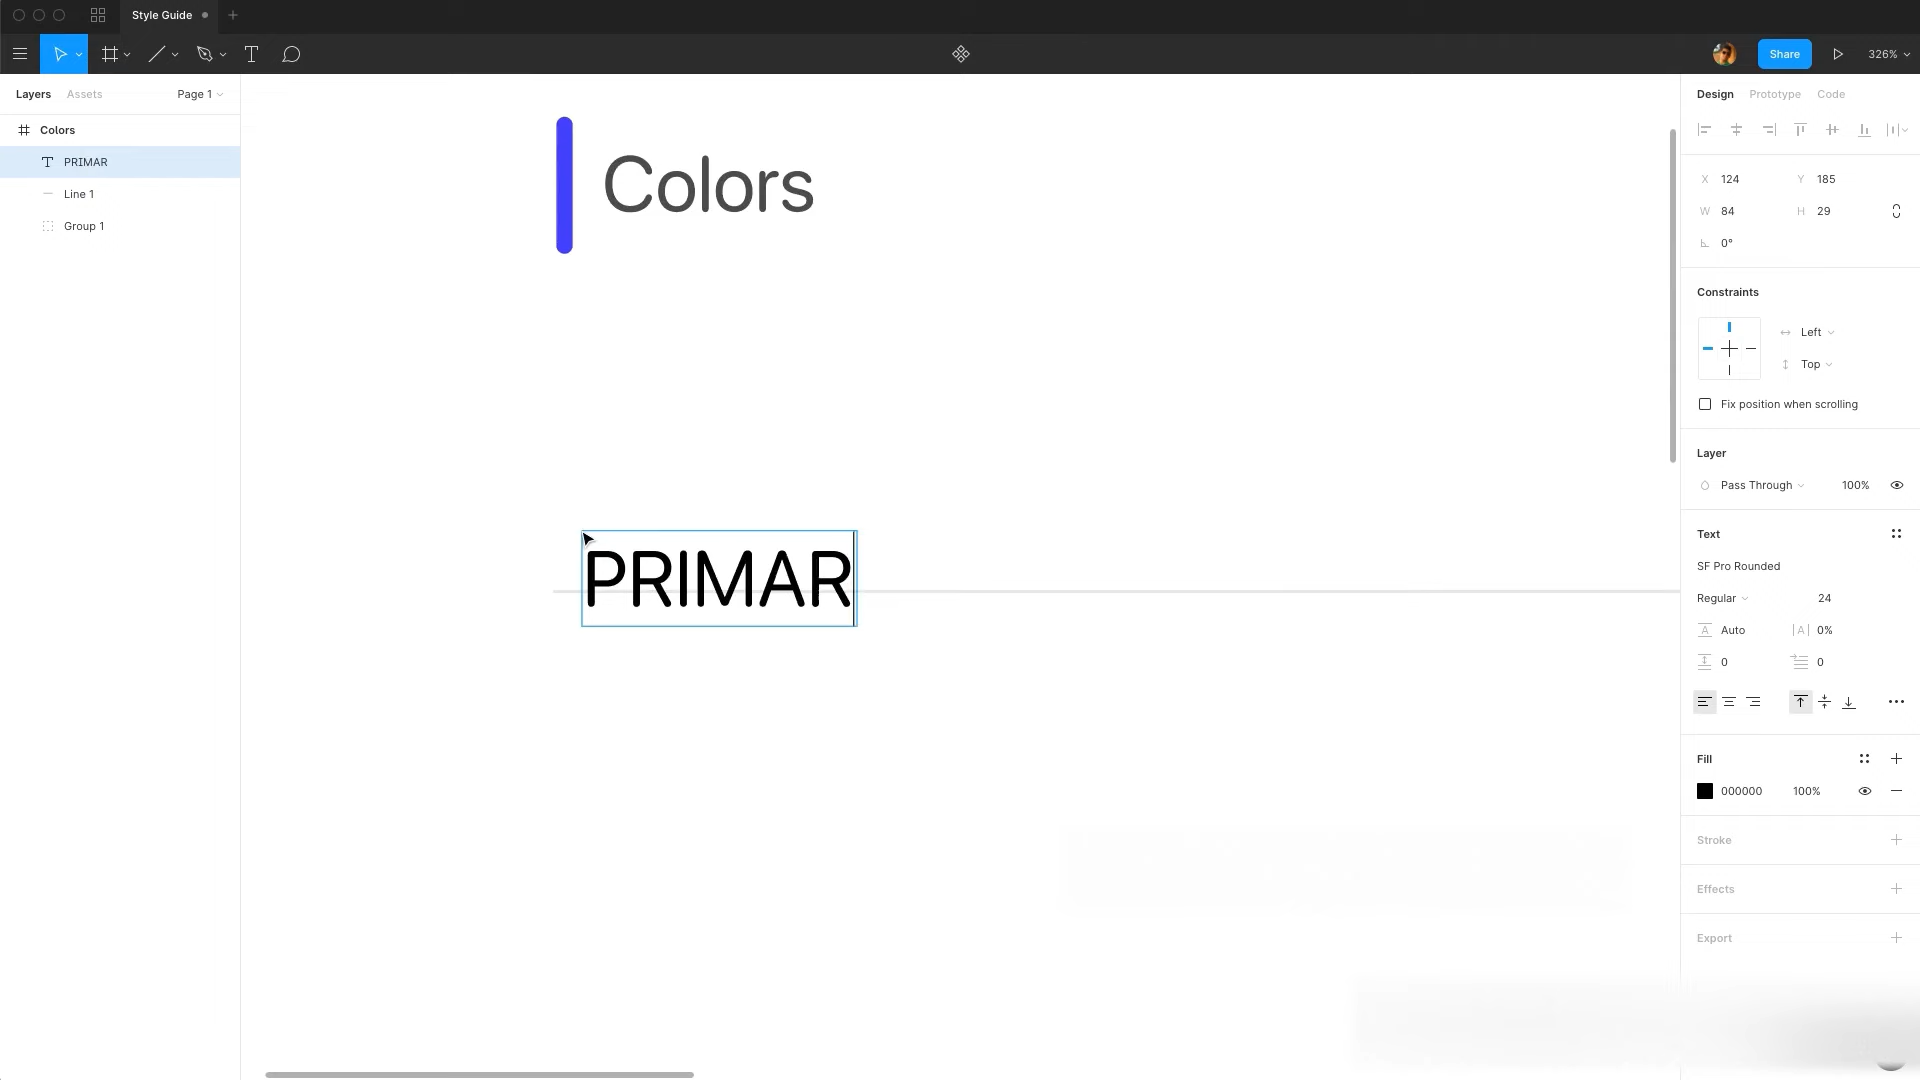 Style Guide
Share
326%
Layers Assets Page 1
Colors
PRIMAR
Line 1
Group 1
Colors
PRIMAR
Design Prototype Code
X 124 Y 185
W 84 H 29
0°
Constraints
Left
Top
Fix position when scrolling
Layer
Pass Through 100%
Text
SF Pro Rounded
Regular 24
A Auto |A| 0%
0 0
Fill
000000 100%
Stroke
Effects
Export